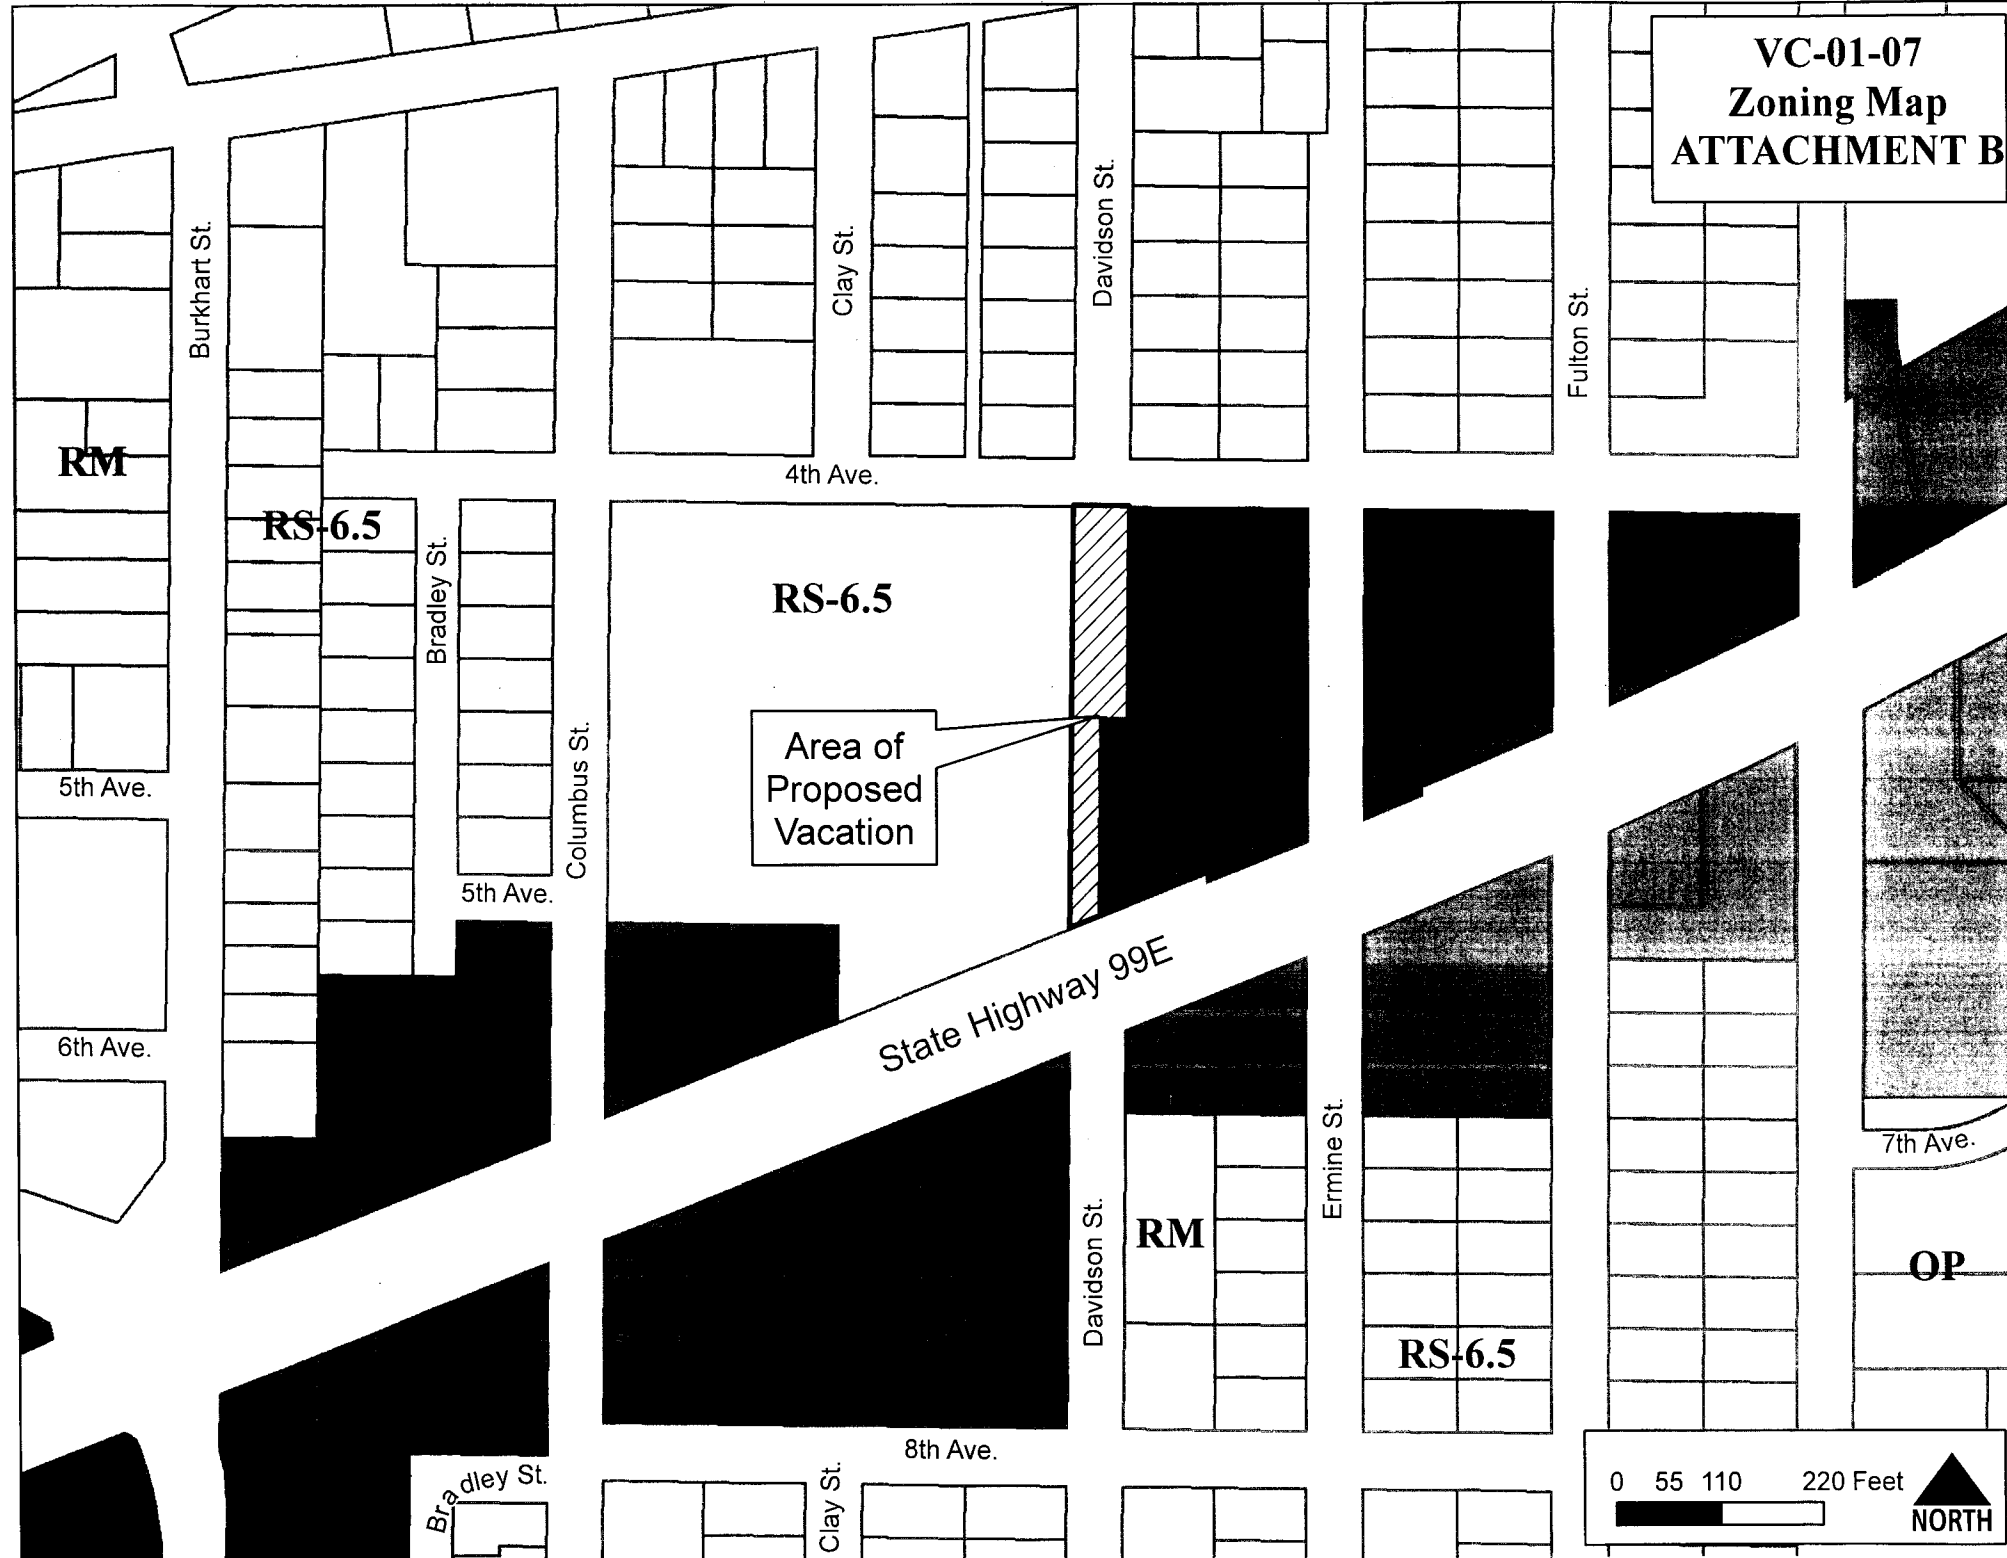 VC-01-07
Zoning Map
ATTACHMENT B
Burkhart St.
Clay St.
Davidson St.
Fulton St.
RM
4th Ave.
RS-6.5
Bradley St.
RS-6.5
Columbus St.
Area of
Proposed
Vacation
5th Ave.
5th Ave.
State Highway 99E
6th Ave.
Ermine St.
7th Ave.
Davidson St.
RM
OP
RS-6.5
8th Ave.
Bradley St.
Clay St.
0 55 110 220 Feet
NORTH